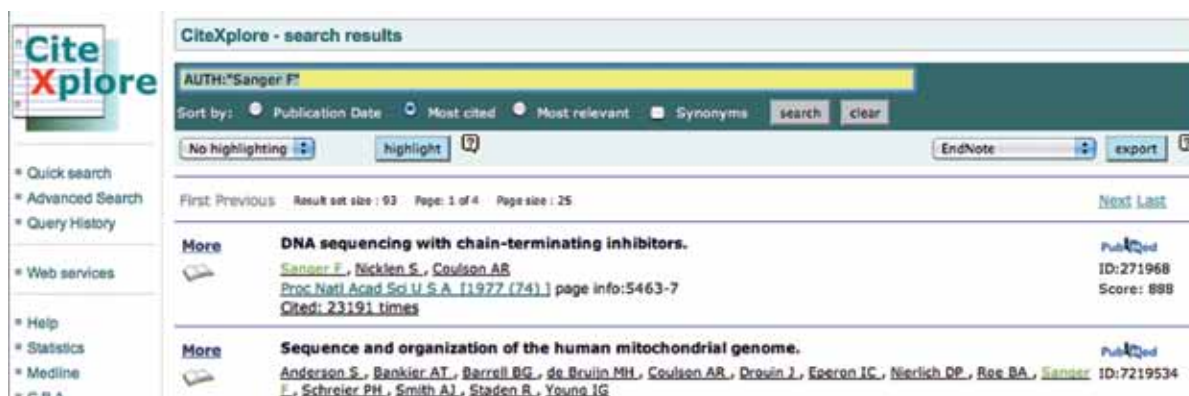 Cite
Xplore
CiteXplore - search results
AUTH:"Sanger F"
Sort by: Publication Date Most cited Most relevant Synonyms search clear
No highlighting highlight ? EndNote export ?
Quick search
Advanced Search
Query History
Web services
Help
Statistics
Medline
First Previous Result set size : 93 Page: 1 of 4 Page size : 25 Next Last
More DNA sequencing with chain-terminating inhibitors. PubMed
Sanger F , Nicklen S , Coulson AR ID:271968
Proc Natl Acad Sci U S A [1977 (74) ] page info:5463-7 Score: 888
Cited: 23191 times
More Sequence and organization of the human mitochondrial genome. PubMed
Anderson S , Bankier AT , Barrell BG , de Bruijn MH , Coulson AR , Drouin J , Eperon IC , Nierlich DP , Roe BA , Sanger ID:7219534
F , Schreier PH , Smith AJ , Staden R , Young IG